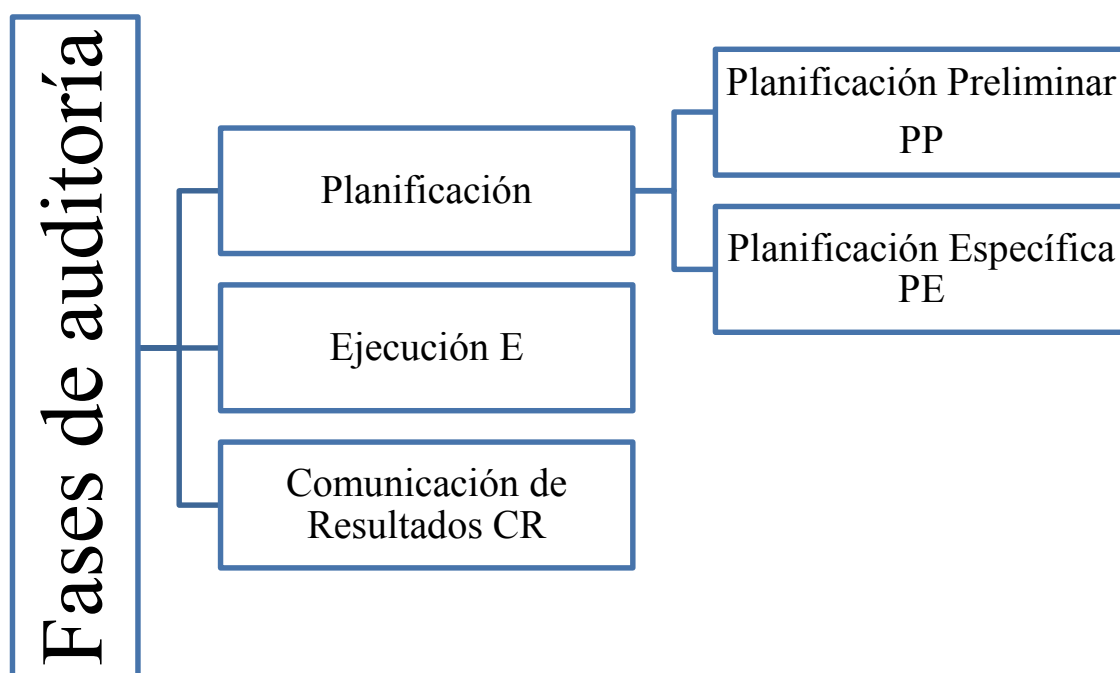 Fases de auditoría
Planificación
Planificación Preliminar
PP
Planificación Específica
PE
Ejecución E
Comunicación de
Resultados CR